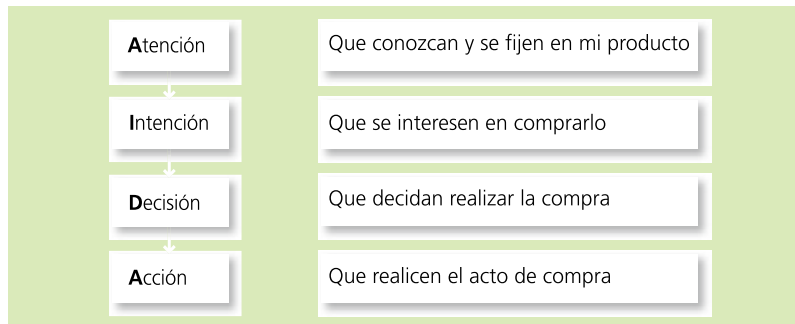 Atención
Que conozcan y se fijen en mi producto
Intención
Que se interesen en comprarlo
Decisión
Que decidan realizar la compra
Acción
Que realicen el acto de compra